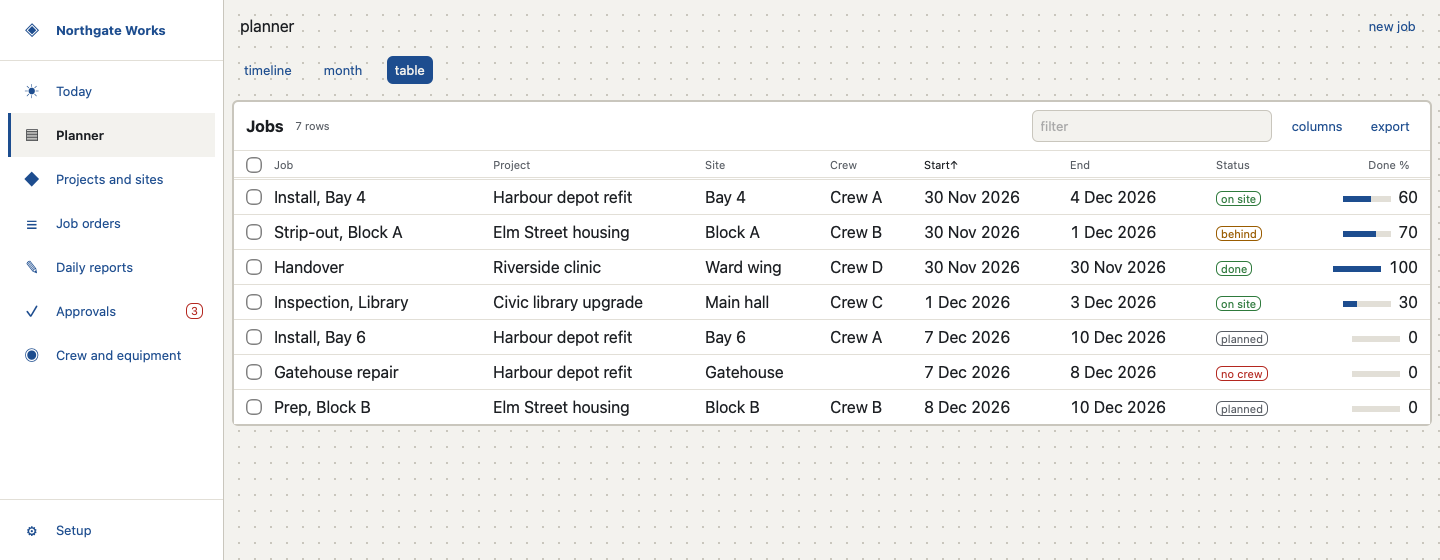 Northgate Works
Today
Planner
Projects and sites
Job orders
Daily reports
Approvals 3
Crew and equipment
Setup
planner
new job
timeline month table
Jobs 7 rows filter columns export
Job Project Site Crew Start↑ End Status Done %
Install, Bay 4 Harbour depot refit Bay 4 Crew A 30 Nov 2026 4 Dec 2026 on site 60
Strip-out, Block A Elm Street housing Block A Crew B 30 Nov 2026 1 Dec 2026 behind 70
Handover Riverside clinic Ward wing Crew D 30 Nov 2026 30 Nov 2026 done 100
Inspection, Library Civic library upgrade Main hall Crew C 1 Dec 2026 3 Dec 2026 on site 30
Install, Bay 6 Harbour depot refit Bay 6 Crew A 7 Dec 2026 10 Dec 2026 planned 0
Gatehouse repair Harbour depot refit Gatehouse 7 Dec 2026 8 Dec 2026 no crew 0
Prep, Block B Elm Street housing Block B Crew B 8 Dec 2026 10 Dec 2026 planned 0